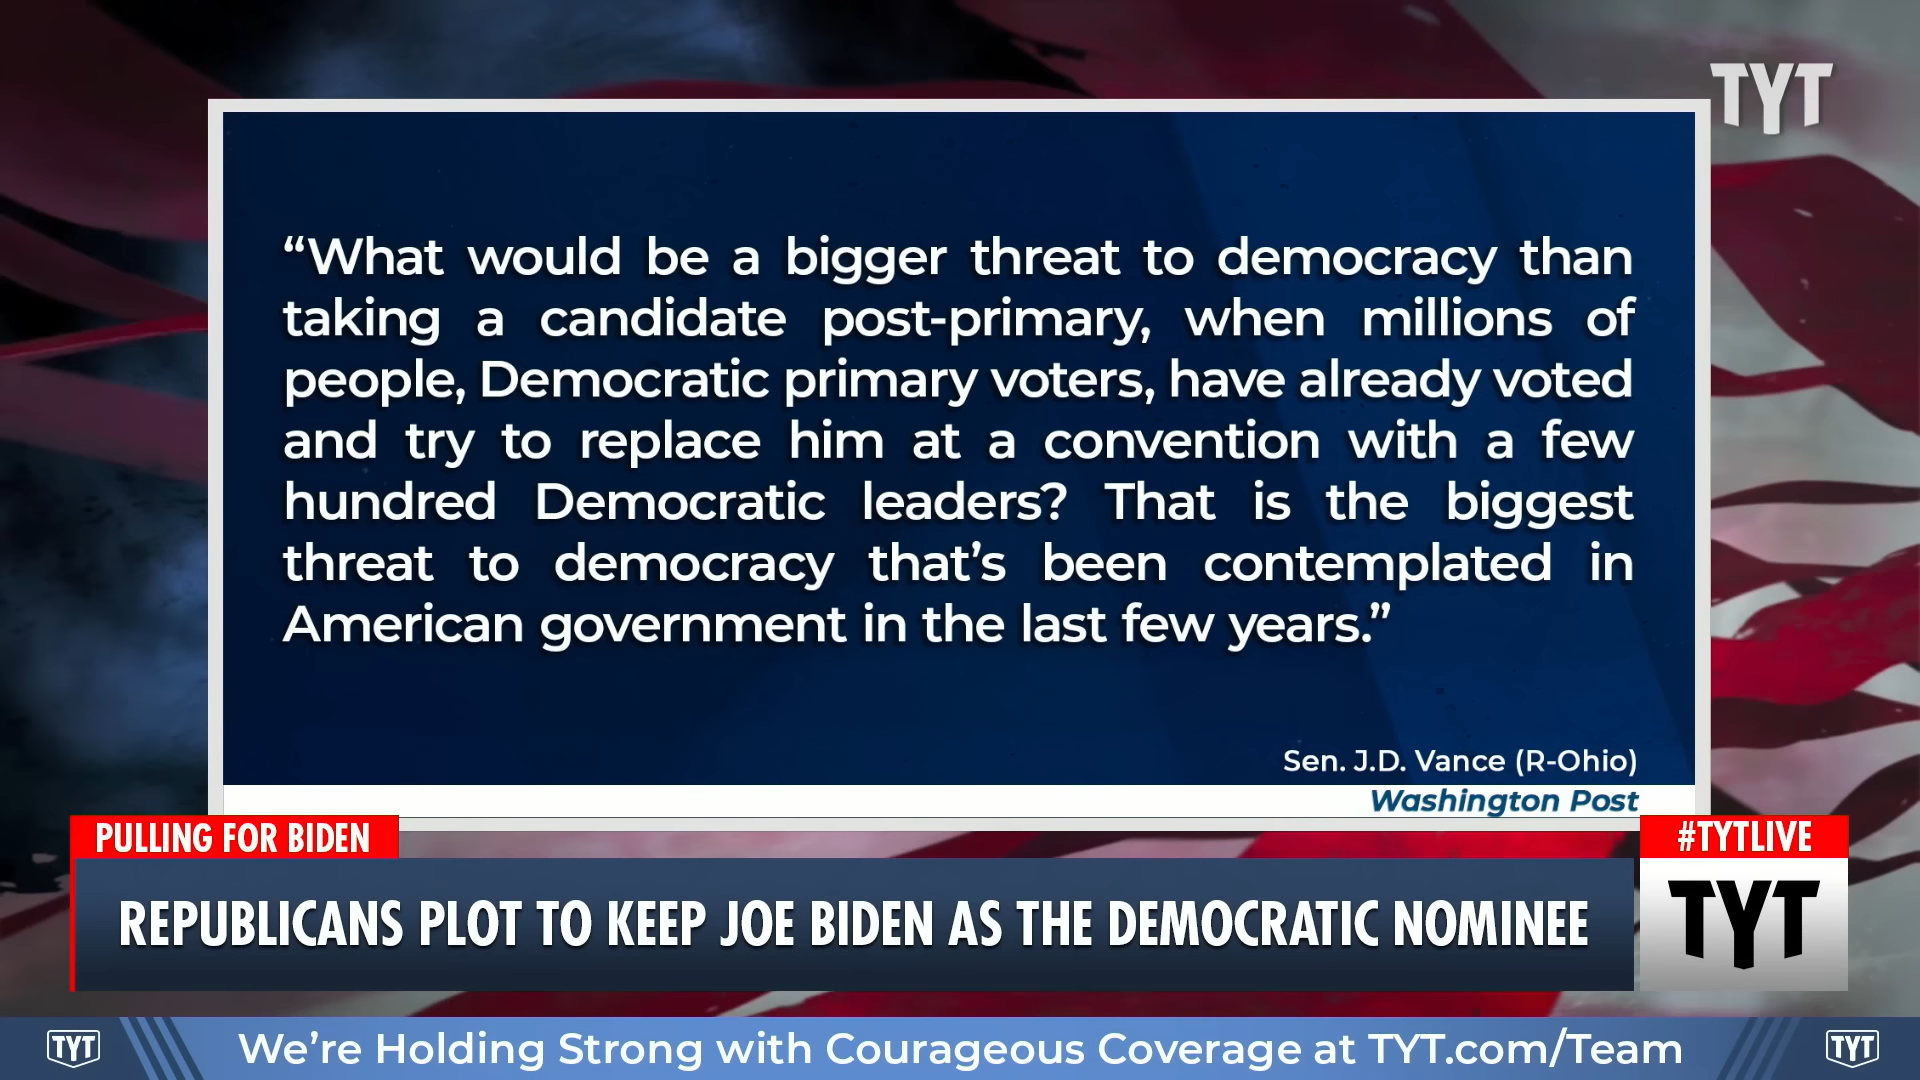 TYT
“What would be a bigger threat to democracy than
taking a candidate post-primary, when millions of
people, Democratic primary voters, have already voted
and try to replace him at a convention with a few
hundred Democratic leaders? That is the biggest
threat to democracy that’s been contemplated in
American government in the last few years.”
Sen. J.D. Vance (R-Ohio)
Washington Post
PULLING FOR BIDEN
#TYTLIVE
REPUBLICANS PLOT TO KEEP JOE BIDEN AS THE DEMOCRATIC NOMINEE
TYT
TYT
We’re Holding Strong with Courageous Coverage at TYT.com/Team
TYT